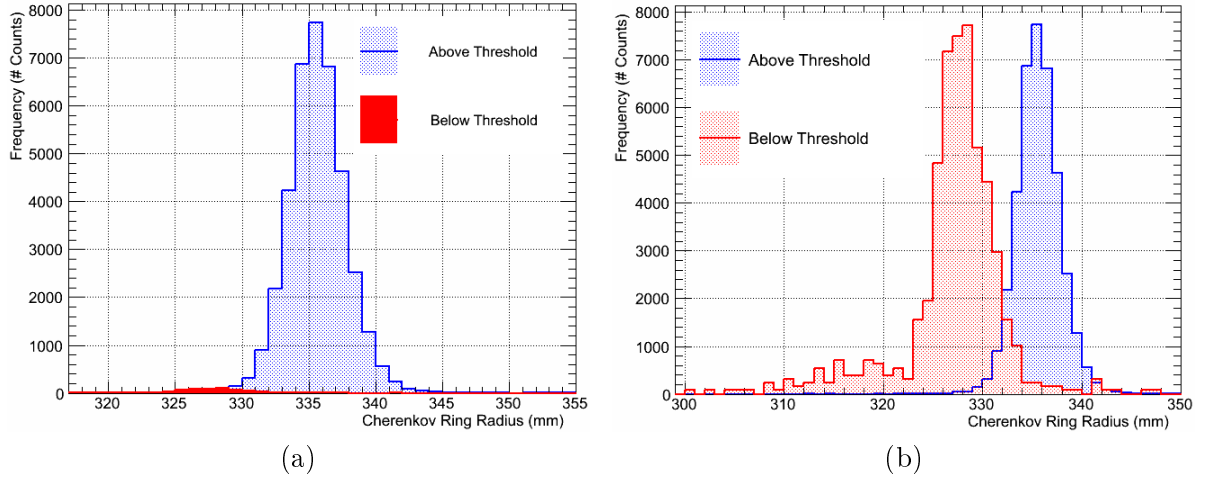 8000
7000
6000
5000
4000
3000
2000
1000
0
Frequency (# Counts)
Above Threshold
Below Threshold
320 325 330 335 340 345 350 355
Cherenkov Ring Radius (mm)
(a)
8000
7000
6000
5000
4000
3000
2000
1000
0
Frequency (# Counts)
Above Threshold
Below Threshold
300 310 320 330 340 350
Cherenkov Ring Radius (mm)
(b)